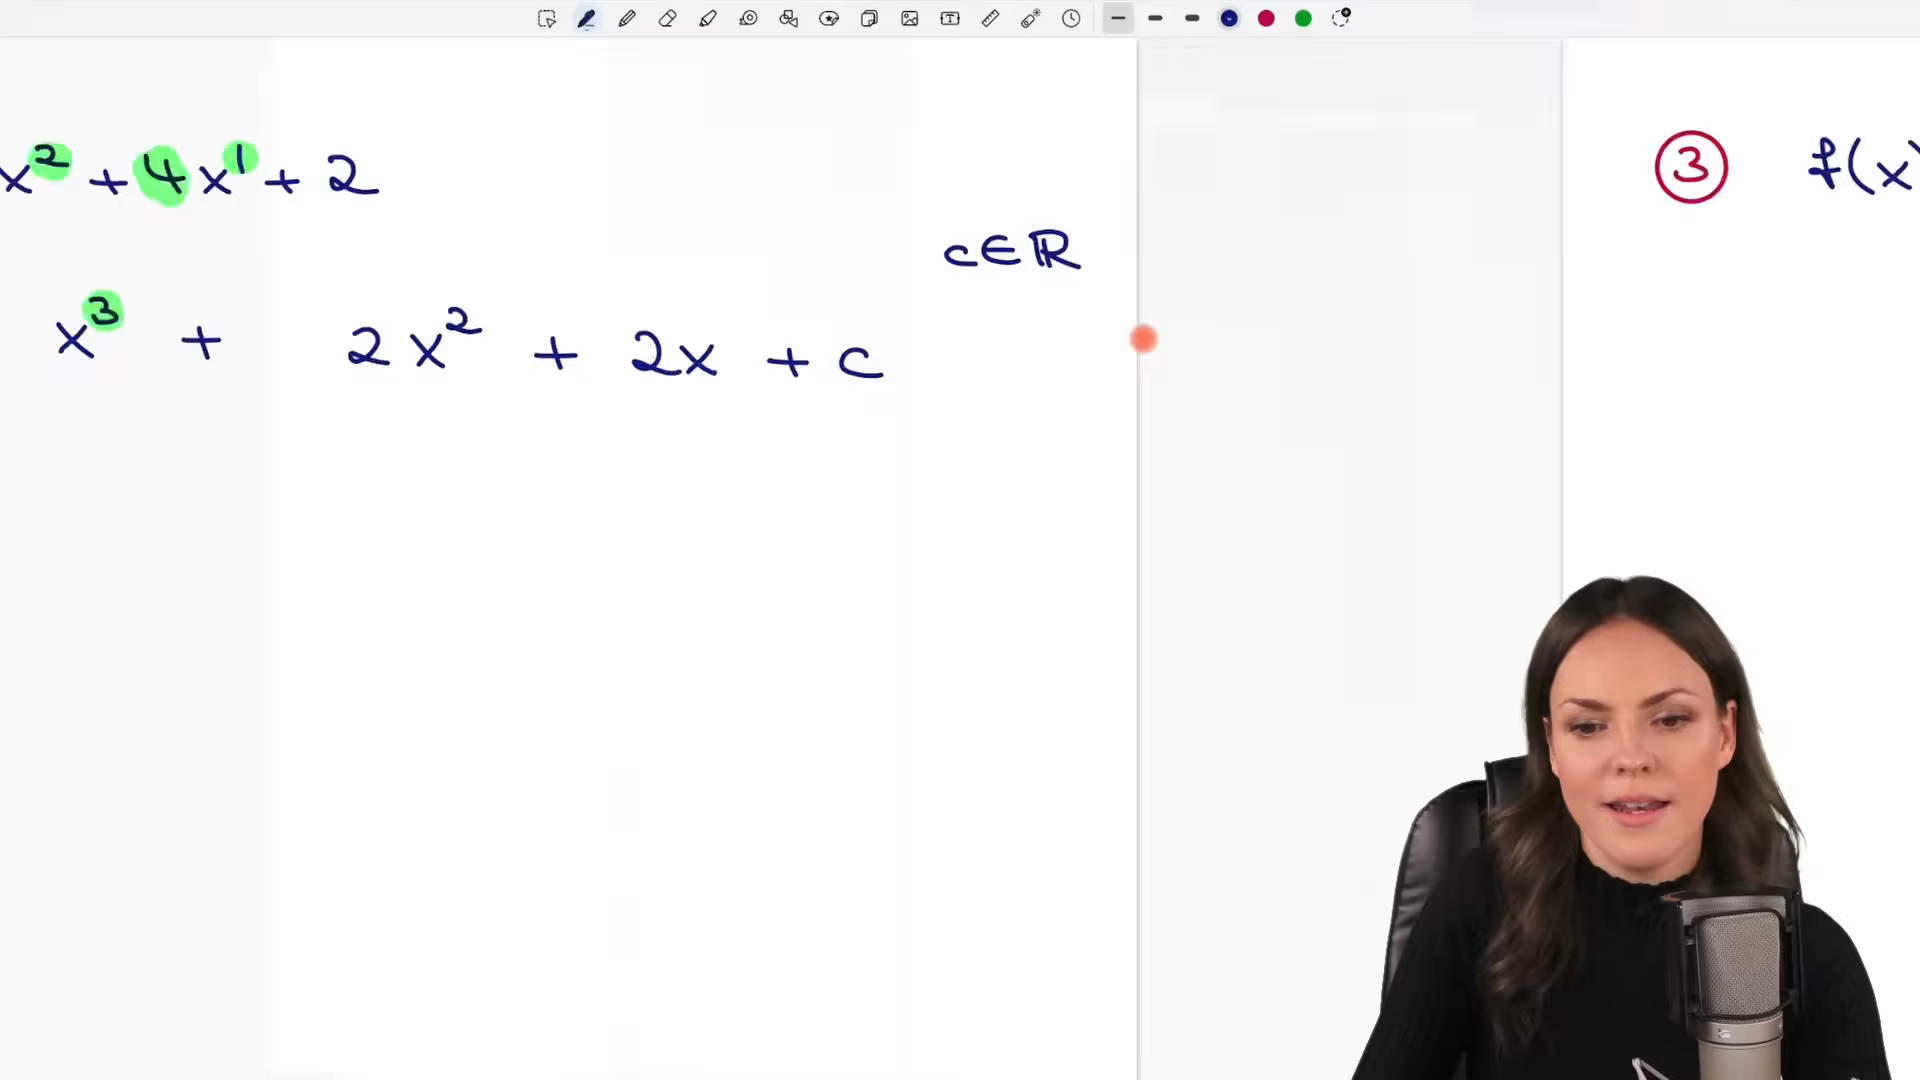 x² + 4x¹ + 2
c∈ℝ
x³ + 2x² + 2x + c
③ f(x)